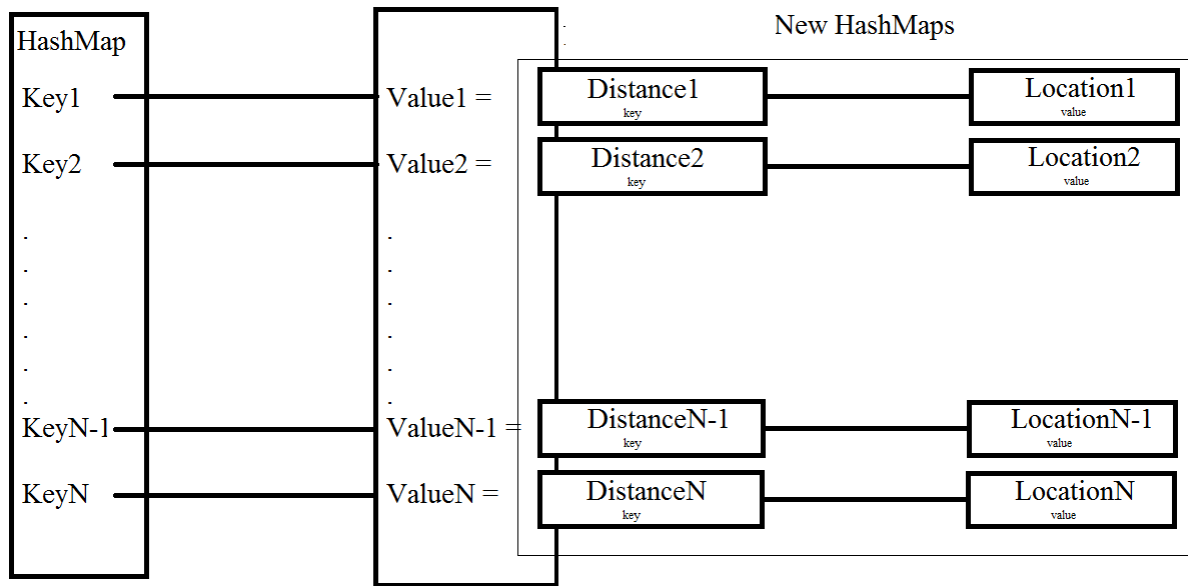 New HashMaps
HashMap
Key1
Value1 =
Distance1
key
Location1
value
Key2
Value2 =
Distance2
key
Location2
value
.
.
.
.
.
.
.
.
.
.
.
.
KeyN-1
ValueN-1 =
DistanceN-1
key
LocationN-1
value
KeyN
ValueN =
DistanceN
key
LocationN
value